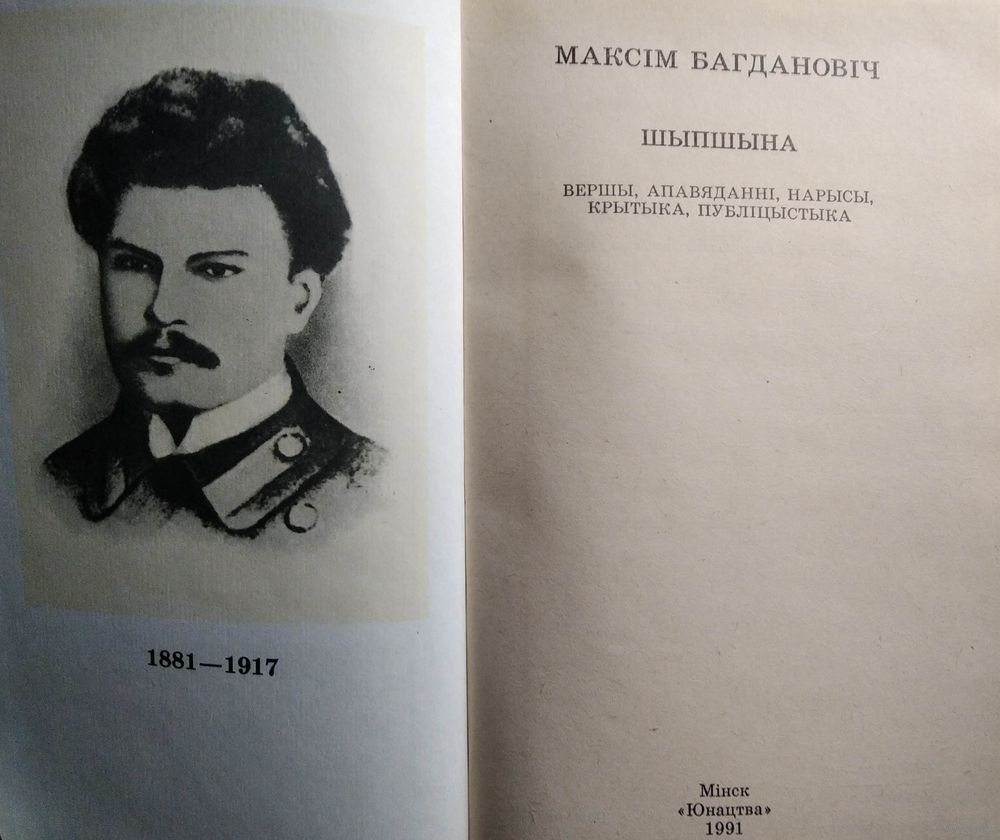 1881—1917
МАКСІМ БАГДАНОВІЧ
ШЫПШЫНА
ВЕРШЫ, АПАВЯДАННІ, НАРЫСЫ,
КРЫТЫКА, ПУБЛІЦЫСТЫКА
Мінск
«Юнацтва»
1991